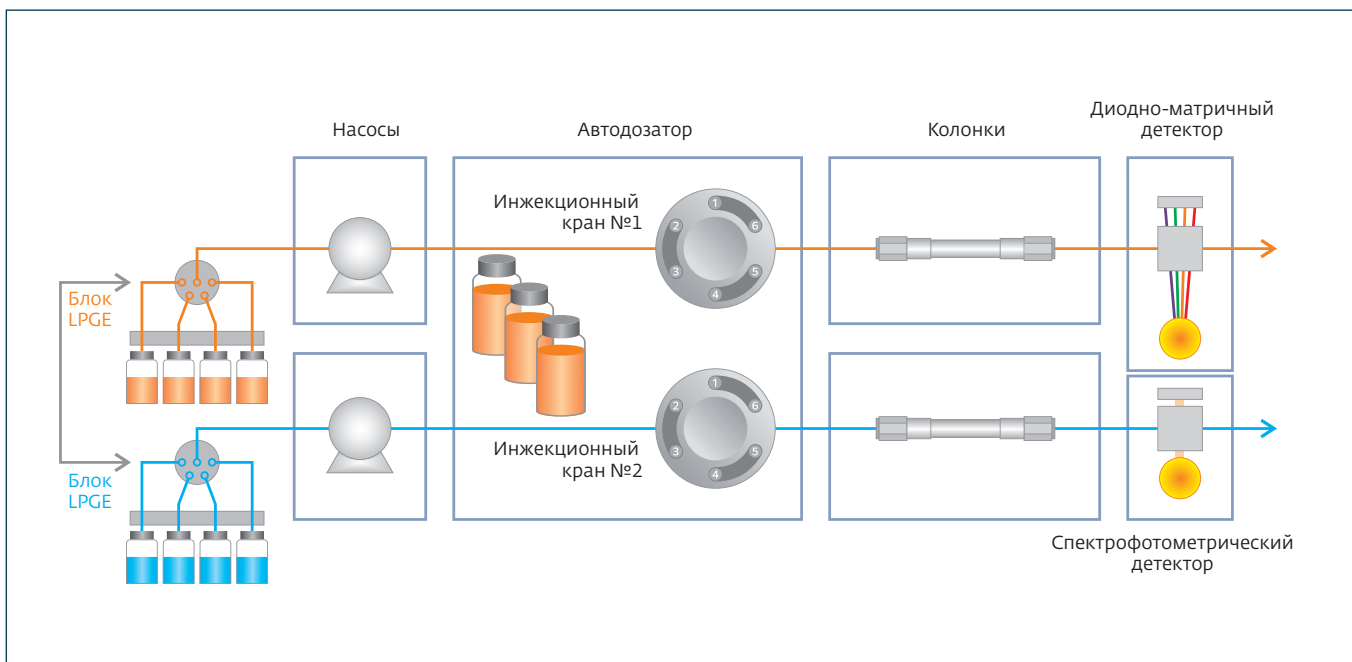 Насосы
Автодозатор
Колонки
Диодно-матричный
детектор
Инжекционный
кран №1
1
2
3
4
5
6
Блок
LPGE
Инжекционный
кран №2
1
2
3
4
5
6
Блок
LPGE
Спектрофотометрический
детектор